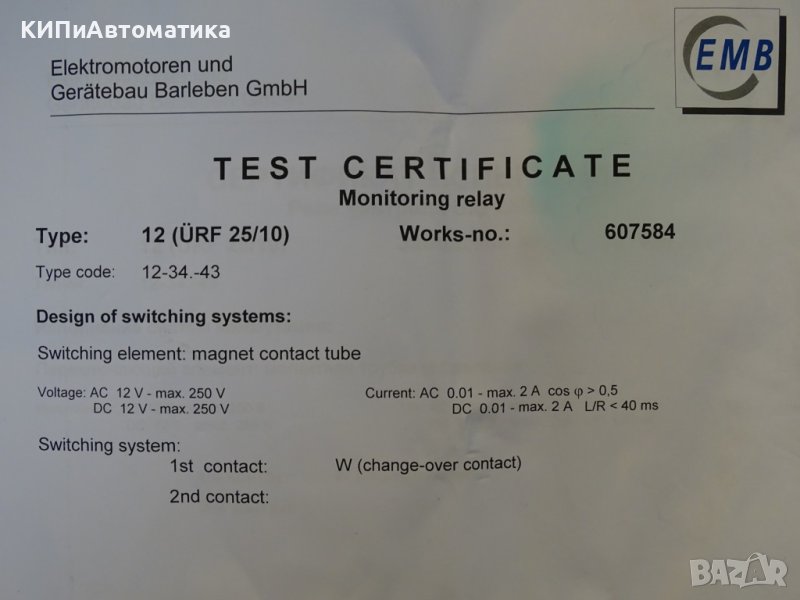 КИПиАвтоматика
EMB
Elektromotoren und
Gerätebau Barleben GmbH
TEST CERTIFICATE
Monitoring relay
Type: 12 (ÜRF 25/10) Works-no.: 607584
Type code: 12-34.-43
Design of switching systems:
Switching element: magnet contact tube
Voltage: AC 12 V - max. 250 V Current: AC 0.01 - max. 2 A cos φ > 0,5
DC 12 V - max. 250 V DC 0.01 - max. 2 A L/R < 40 ms
Switching system:
1st contact: W (change-over contact)
2nd contact:
BAZAR